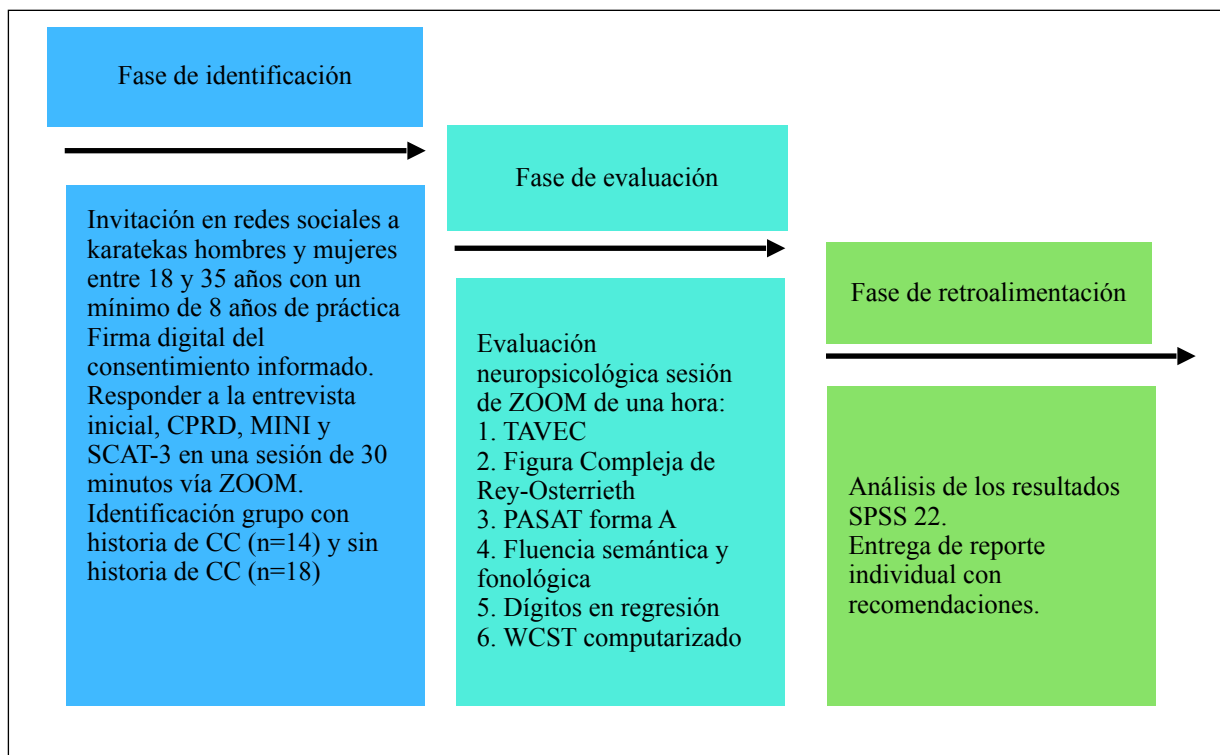 Fase de identificación
Invitación en redes sociales a
karatekas hombres y mujeres
entre 18 y 35 años con un
mínimo de 8 años de práctica
Firma digital del
consentimiento informado.
Responder a la entrevista
inicial, CPRD, MINI y
SCAT-3 en una sesión de 30
minutos vía ZOOM.
Identificación grupo con
historia de CC (n=14) y sin
historia de CC (n=18)
Fase de evaluación
Evaluación
neuropsicológica sesión
de ZOOM de una hora:
1. TAVEC
2. Figura Compleja de
Rey-Osterrieth
3. PASAT forma A
4. Fluencia semántica y
fonológica
5. Dígitos en regresión
6. WCST computarizado
Fase de retroalimentación
Análisis de los resultados
SPSS 22.
Entrega de reporte
individual con
recomendaciones.